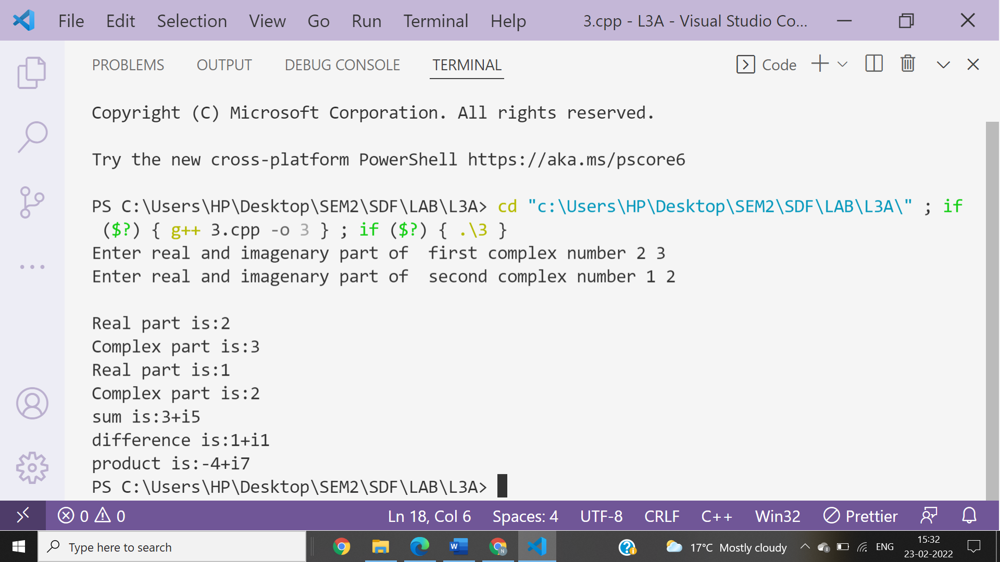 File Edit Selection View Go Run Terminal Help 3.cpp - L3A - Visual Studio Co...
PROBLEMS OUTPUT DEBUG CONSOLE TERMINAL Code
Copyright (C) Microsoft Corporation. All rights reserved.
Try the new cross-platform PowerShell https://aka.ms/pscore6
PS C:\Users\HP\Desktop\SEM2\SDF\LAB\L3A> cd "c:\Users\HP\Desktop\SEM2\SDF\LAB\L3A\" ; if
($?) { g++ 3.cpp -o 3 } ; if ($?) { .\3 }
Enter real and imagenary part of  first complex number 2 3
Enter real and imagenary part of  second complex number 1 2
Real part is:2
Complex part is:3
Real part is:1
Complex part is:2
sum is:3+i5
difference is:1+i1
product is:-4+i7
PS C:\Users\HP\Desktop\SEM2\SDF\LAB\L3A>
0 0 Ln 18, Col 6 Spaces: 4 UTF-8 CRLF C++ Win32 Prettier
Type here to search W N 17°C Mostly cloudy ENG 15:32
23-02-2022